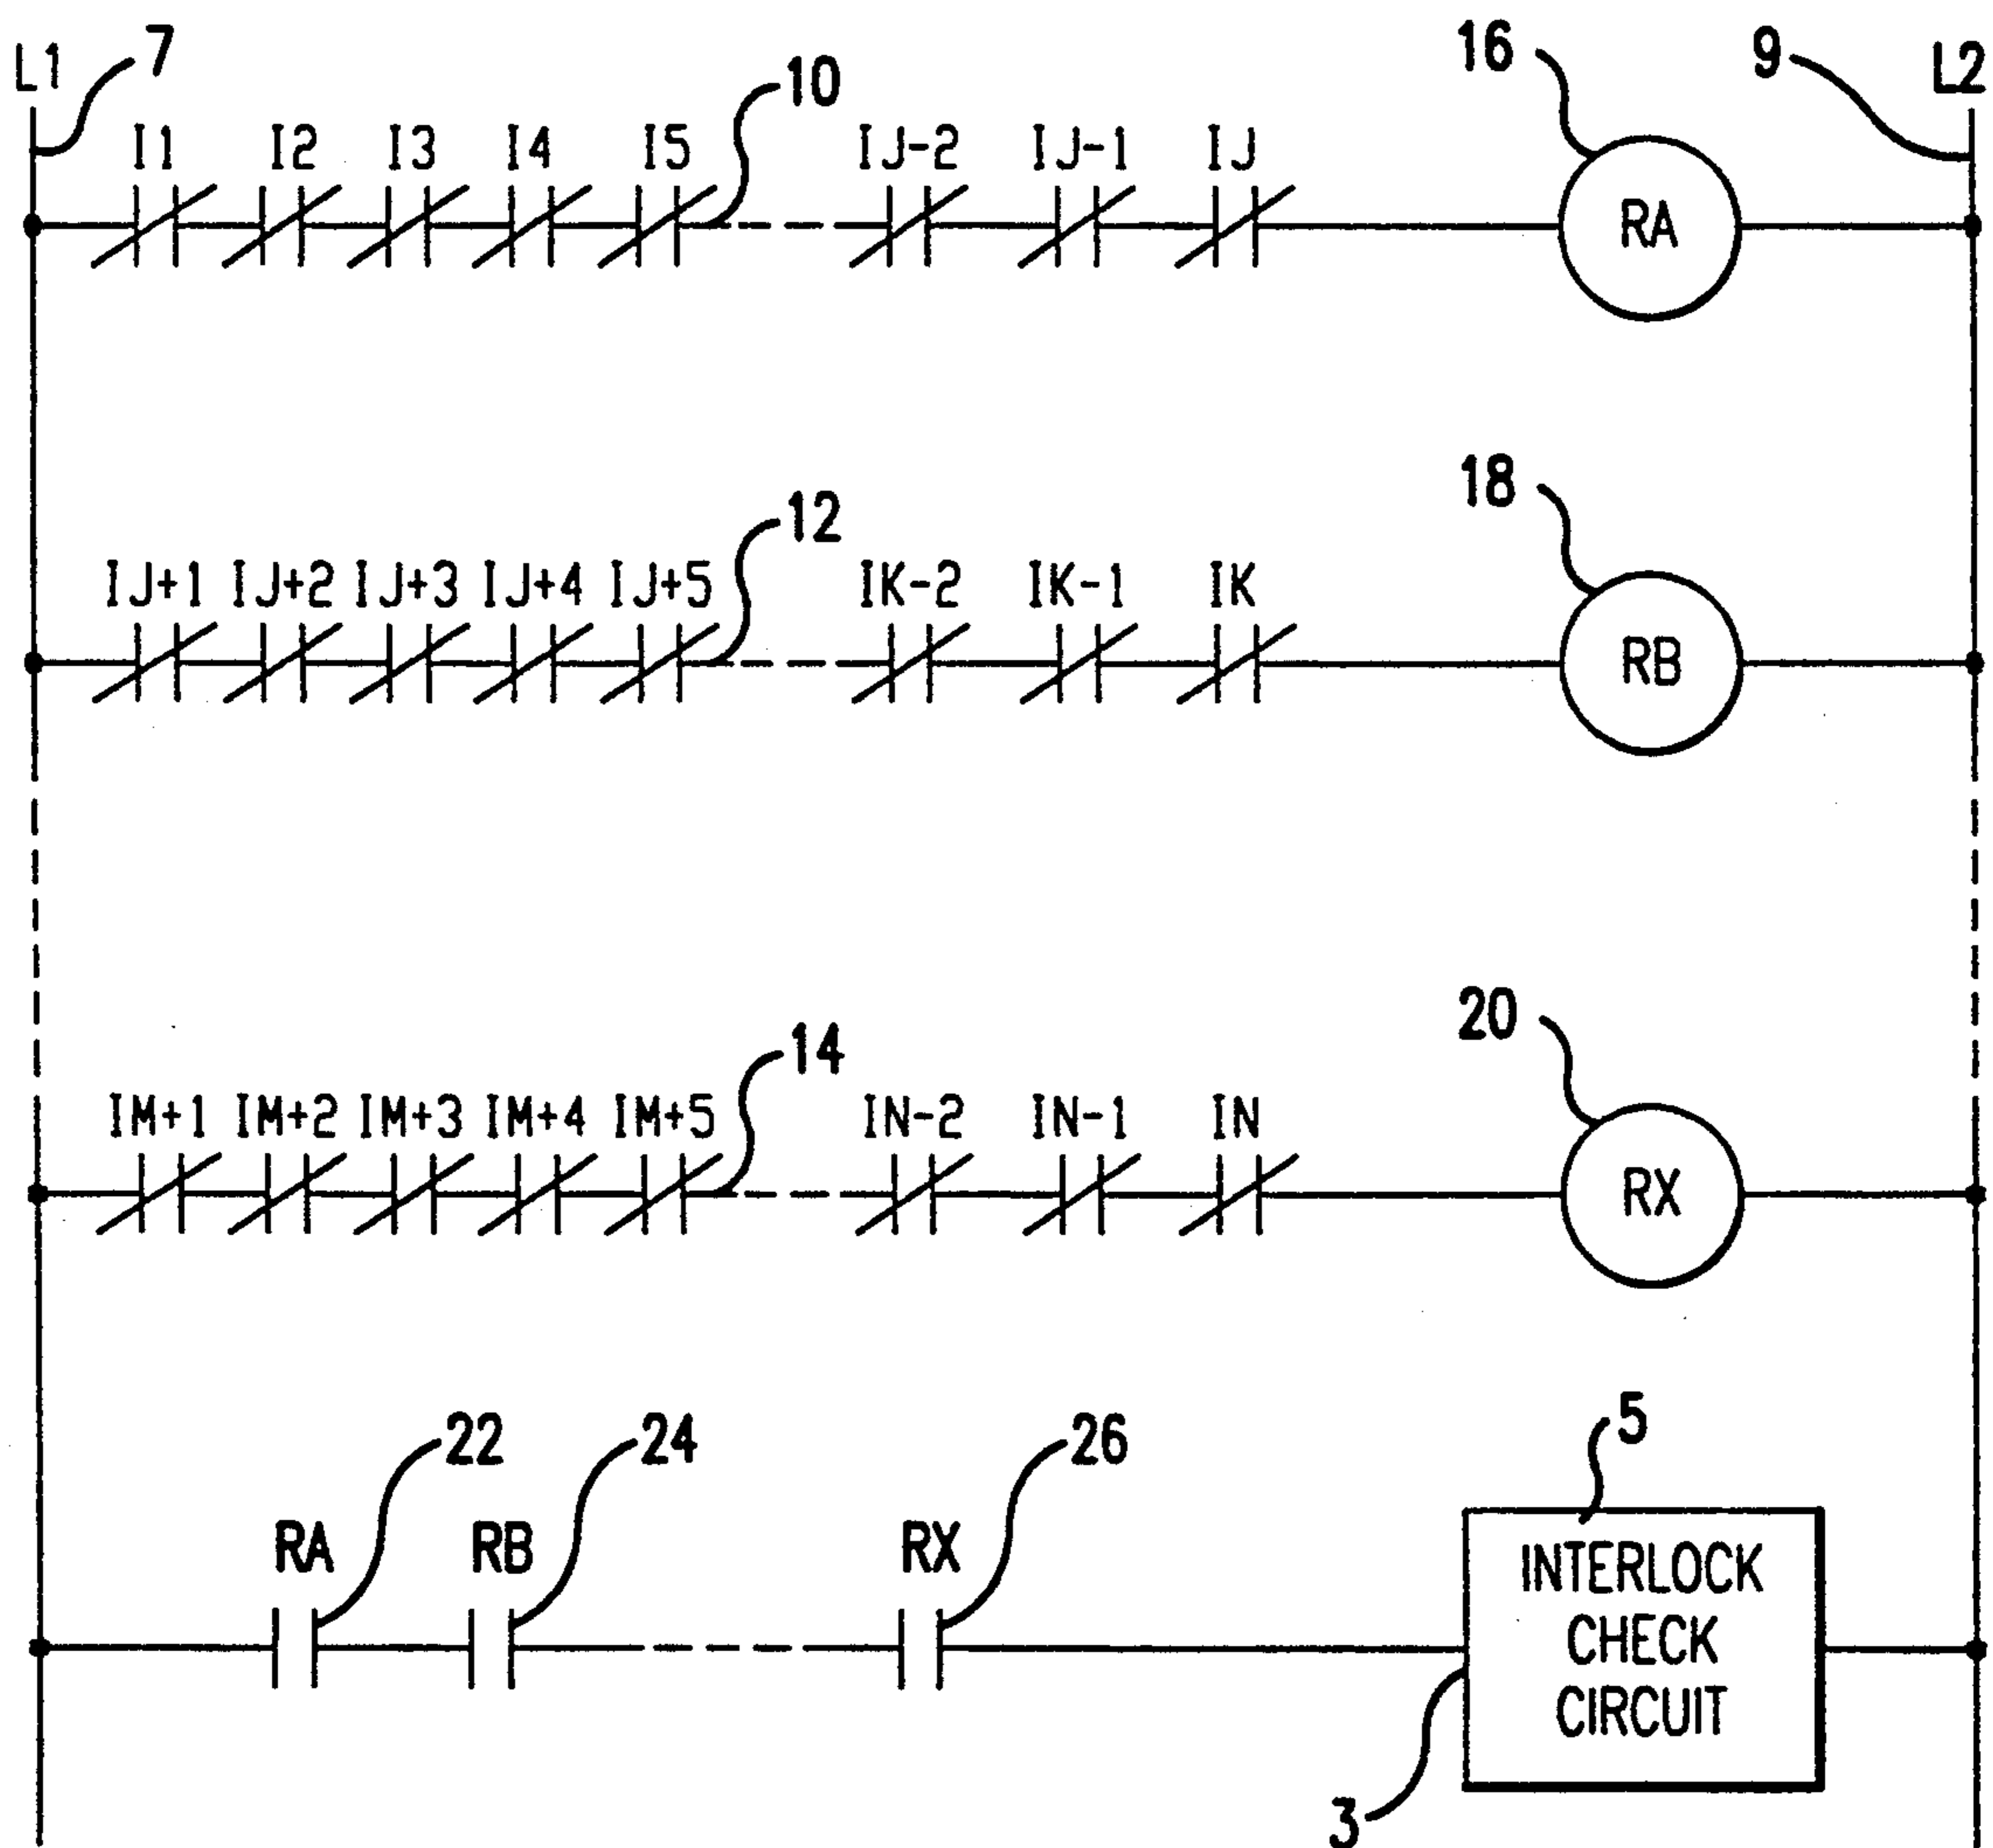 L1 7 10 16 9 L2
I1 I2 I3 I4 I5 IJ-2 IJ-1 IJ
RA
12 18
IJ+1 IJ+2 IJ+3 IJ+4 IJ+5 IK-2 IK-1 IK
RB
14 20
IM+1 IM+2 IM+3 IM+4 IM+5 IN-2 IN-1 IN
RX
22 24 26 5
RA RB RX
INTERLOCK
CHECK
CIRCUIT
3